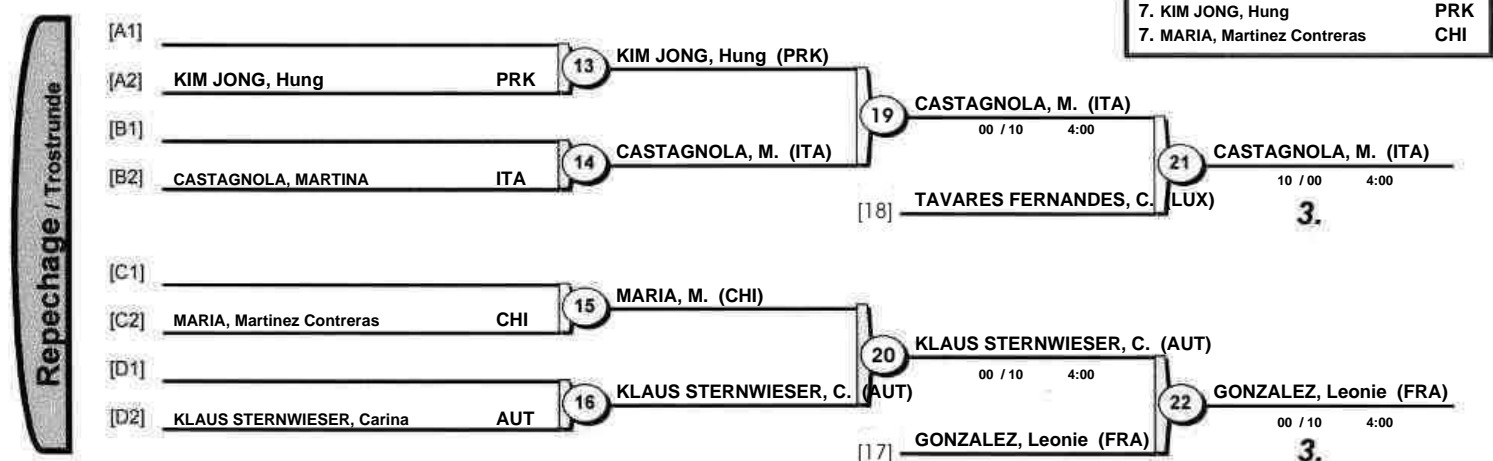 7. KIM JONG, Hung PRK
7. MARIA, Martinez Contreras CHI
Repechage / Trostrunde
[A1]
[A2] KIM JONG, Hung PRK
13 KIM JONG, Hung (PRK)
[B1]
[B2] CASTAGNOLA, MARTINA ITA
14 CASTAGNOLA, M. (ITA)
19 CASTAGNOLA, M. (ITA)
00 / 10 4:00
[18] TAVARES FERNANDES, C. (LUX)
21 CASTAGNOLA, M. (ITA)
10 / 00 4:00
3.
[C1]
[C2] MARIA, Martinez Contreras CHI
15 MARIA, M. (CHI)
[D1]
[D2] KLAUS STERNWIESER, Carina AUT
16 KLAUS STERNWIESER, C. (AUT)
20 KLAUS STERNWIESER, C. (AUT)
00 / 10 4:00
[17] GONZALEZ, Leonie (FRA)
22 GONZALEZ, Leonie (FRA)
00 / 10 4:00
3.